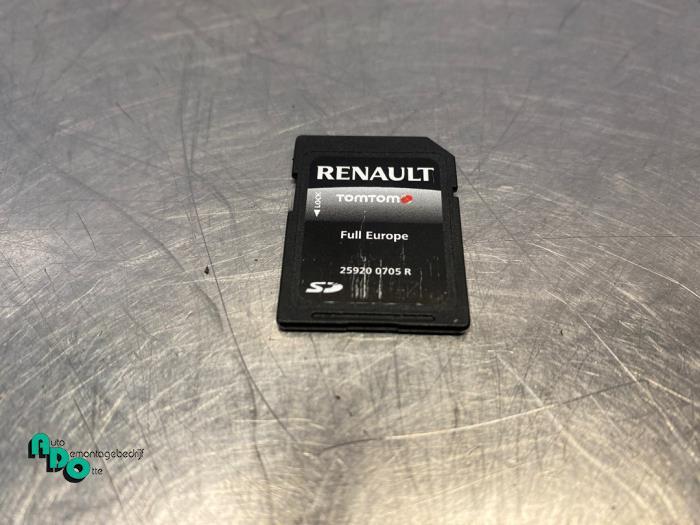 RENAULT
TOMTOM
◀ LOCK
Full Europe
25920 0705 R
SD
Auto
Demontagebedrijf
Otte